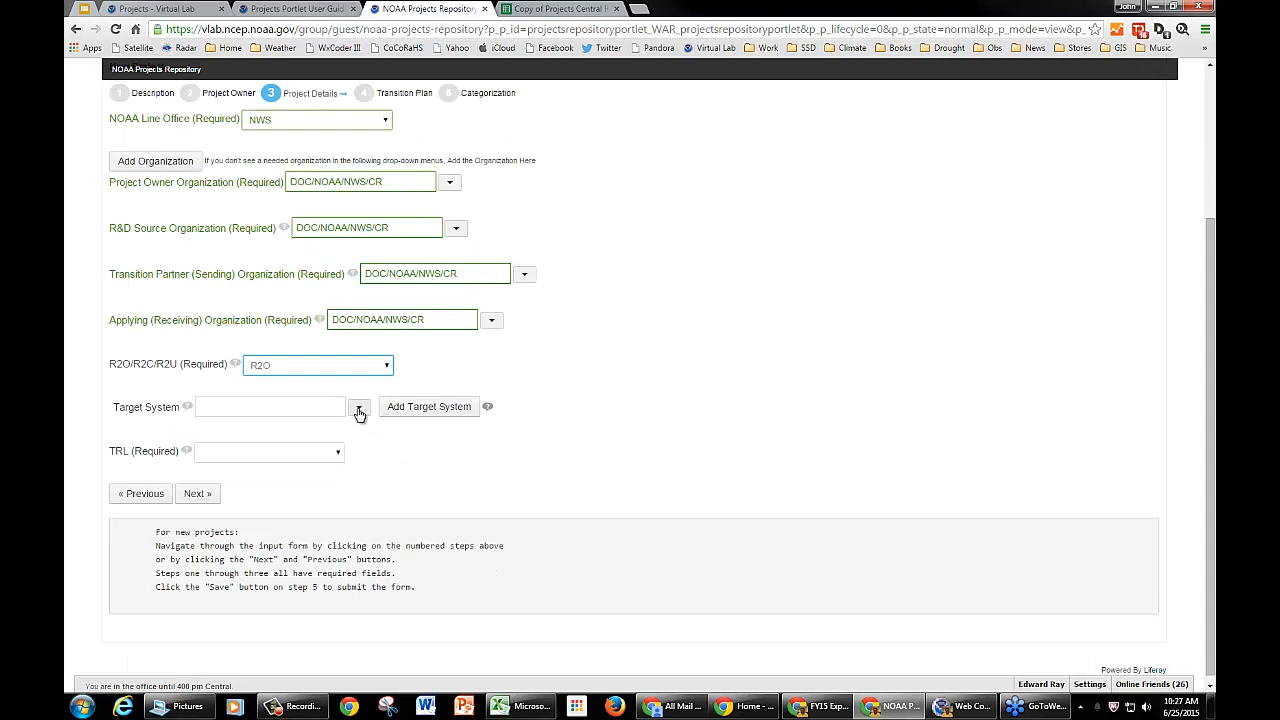 Projects - Virtual Lab
Projects Portlet User Guid
NOAA Projects Repository
Copy of Projects Central R
John
https://vlab.ncep.noaa.gov/group/guest/noaa-projects-repository?p_p_id=projectsrepositoryportlet_WAR_projectsrepositoryportlet&p_p_lifecycle=0&p_p_state=normal&p_p_mode=view&p_
Apps Satellite Radar Home Weather WxCoder III CoCoRaHS Yahoo iCloud Facebook Twitter Pandora Virtual Lab Work SSD Climate Books Drought Obs News Stores GIS Music
NOAA Projects Repository
1 Description 2 Project Owner 3 Project Details 4 Transition Plan Categorization
NOAA Line Office (Required) NWS
Add Organization If you don't see a needed organization in the following drop-down menus, Add the Organization Here
Project Owner Organization (Required) DOC/NOAA/NWS/CR
R&D Source Organization (Required) ? DOC/NOAA/NWS/CR
Transition Partner (Sending) Organization (Required) ? DOC/NOAA/NWS/CR
Applying (Receiving) Organization (Required) ? DOC/NOAA/NWS/CR
R2O/R2C/R2U (Required) ? R2O
Target System ? Add Target System ?
TRL (Required) ?
« Previous Next »
For new projects:
Navigate through the input form by clicking on the numbered steps above
or by clicking the "Next" and "Previous" buttons.
Steps one through three all have required fields.
Click the "Save" button on step 5 to submit the form.
Powered By Liferay
You are in the office until 400 pm Central. Edward Ray Settings Online Friends (26)
Pictures Recordi... Microso... All Mail ... Home - ... FY15 Exp... NOAA P... Web Co... GoToWe...
10:27 AM
6/25/2015